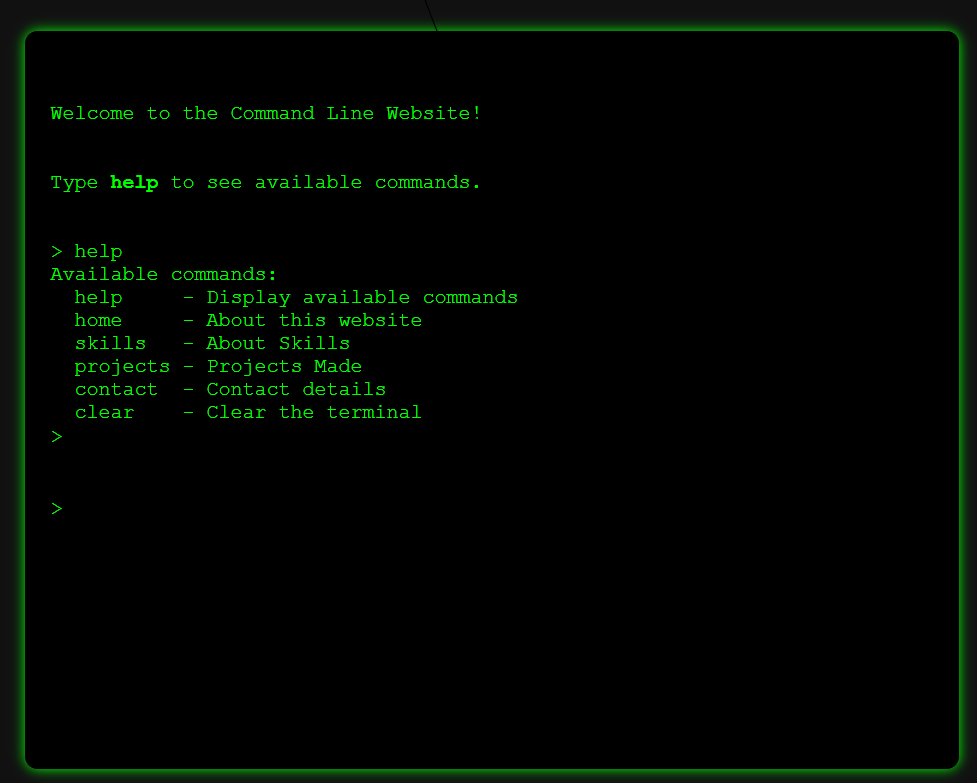 Welcome to the Command Line Website!
Type help to see available commands.
> help
Available commands:
  help     - Display available commands
  home     - About this website
  skills   - About Skills
  projects - Projects Made
  contact  - Contact details
  clear    - Clear the terminal
>
>